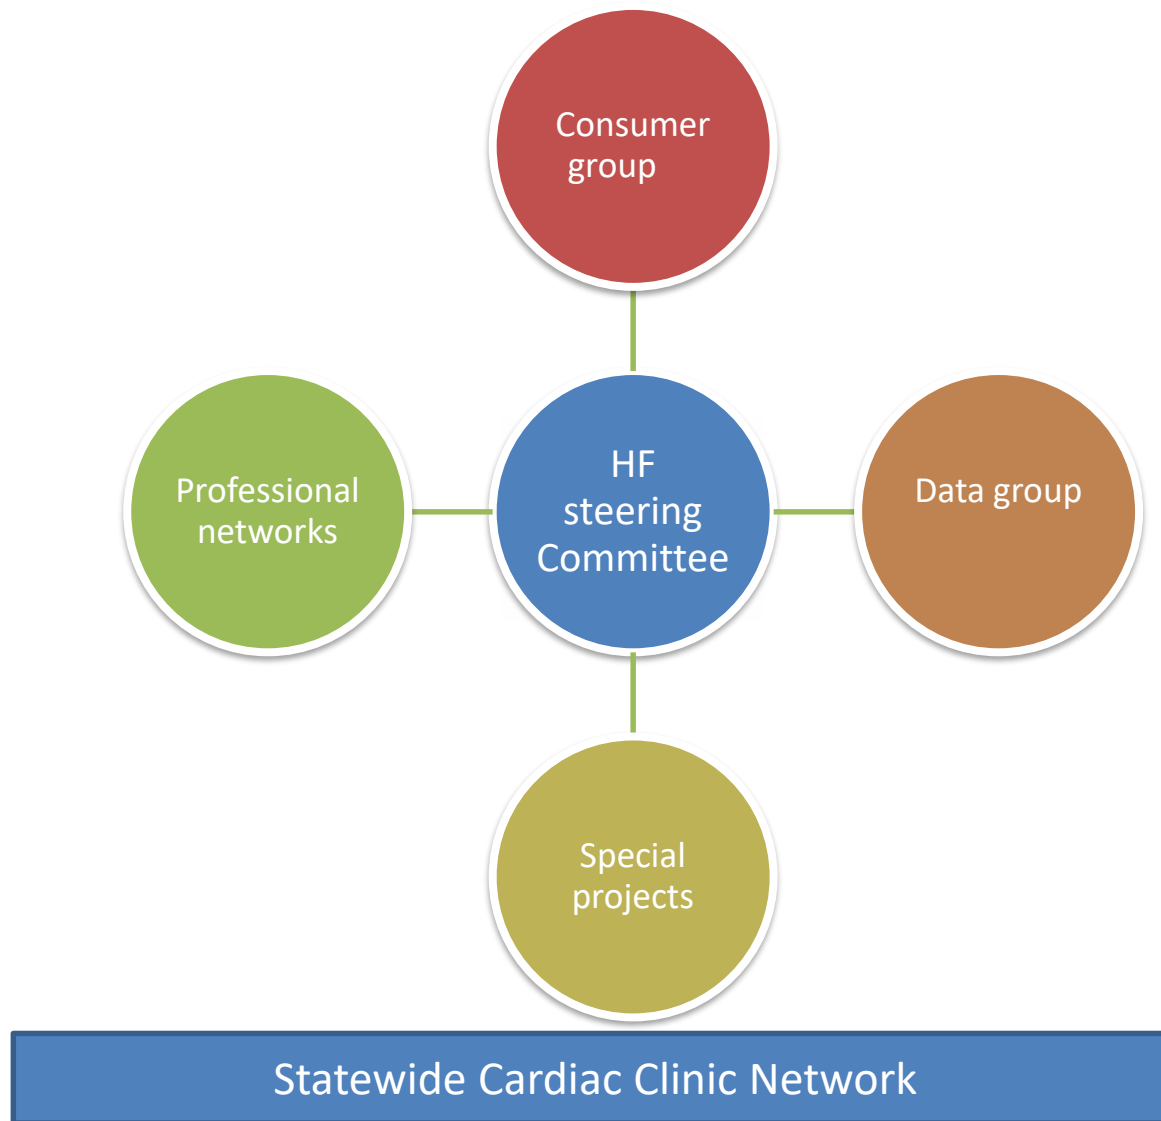 Consumer
group
Professional
networks
HF
steering
Committee
Data group
Special
projects
Statewide Cardiac Clinic Network